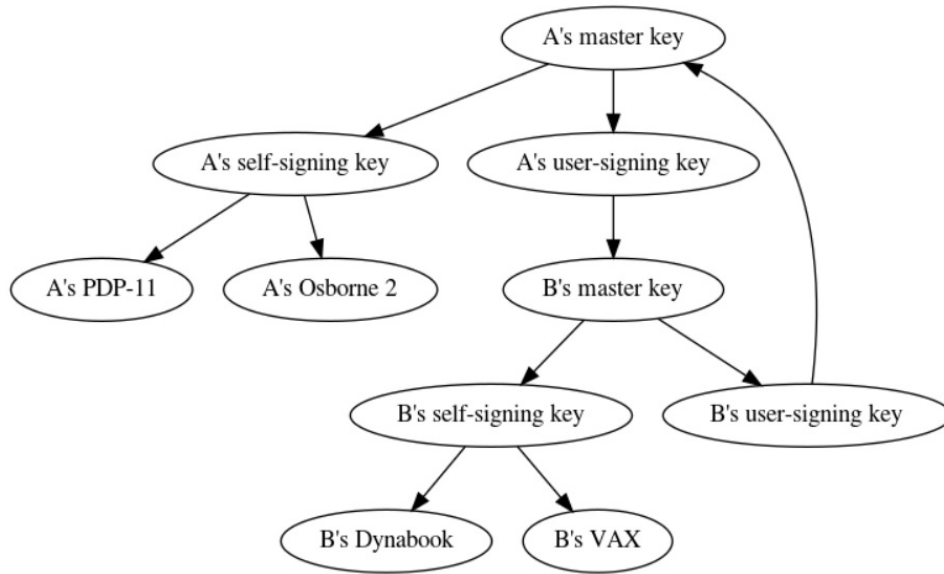 A's master key
A's self-signing key
A's user-signing key
A's PDP-11
A's Osborne 2
B's master key
B's self-signing key
B's user-signing key
B's Dynabook
B's VAX